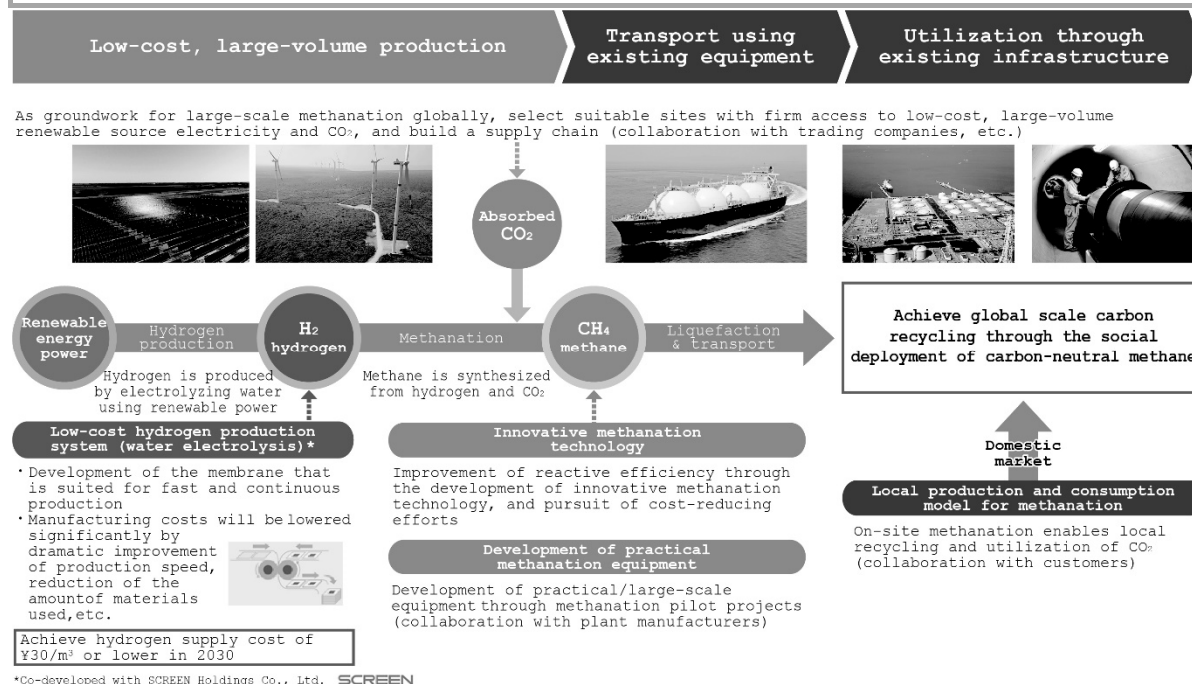 Low-cost, large-volume production
Transport using
existing equipment
Utilization through
existing infrastructure
As groundwork for large-scale methanation globally, select suitable sites with firm access to low-cost, large-volume
renewable source electricity and CO₂, and build a supply chain (collaboration with trading companies, etc.)
Absorbed
CO₂
Renewable
energy
power
Hydrogen
production
H₂
hydrogen
Methanation
CH₄
methane
Liquefaction
& transport
Achieve global scale carbon
recycling through the social
deployment of carbon-neutral methane
Hydrogen is produced
by electrolyzing water
using renewable power
Methane is synthesized
from hydrogen and CO₂
Low-cost hydrogen production
system (water electrolysis)*
・Development of the membrane that
is suited for fast and continuous
production
・Manufacturing costs will be lowered
significantly by
dramatic improvement
of production speed,
reduction of the
amountof materials
used,etc.
Achieve hydrogen supply cost of
¥30/m³ or lower in 2030
*Co-developed with SCREEN Holdings Co., Ltd. SCREEN
Innovative methanation
technology
Improvement of reactive efficiency through
the development of innovative methanation
technology, and pursuit of cost-reducing
efforts
Development of practical
methanation equipment
Development of practical/large-scale
equipment through methanation pilot projects
(collaboration with plant manufacturers)
Domestic
market
Local production and consumption
model for methanation
On-site methanation enables local
recycling and utilization of CO₂
(collaboration with customers)